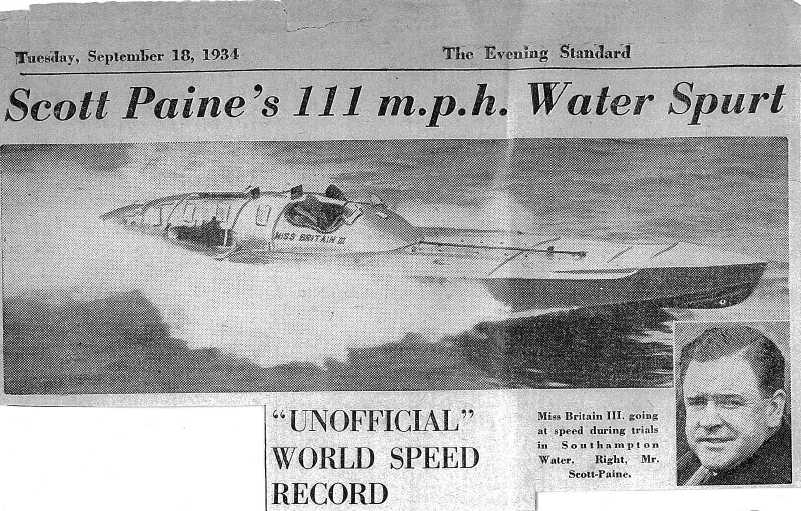 Tuesday, September 18, 1934 The Evening Standard
Scott Paine's 111 m.p.h. Water Spurt
MISS BRITAIN III
"UNOFFICIAL"
WORLD SPEED
RECORD
Miss Britain III. going
at speed during trials
in Southampton
Water. Right, Mr.
Scott-Paine.